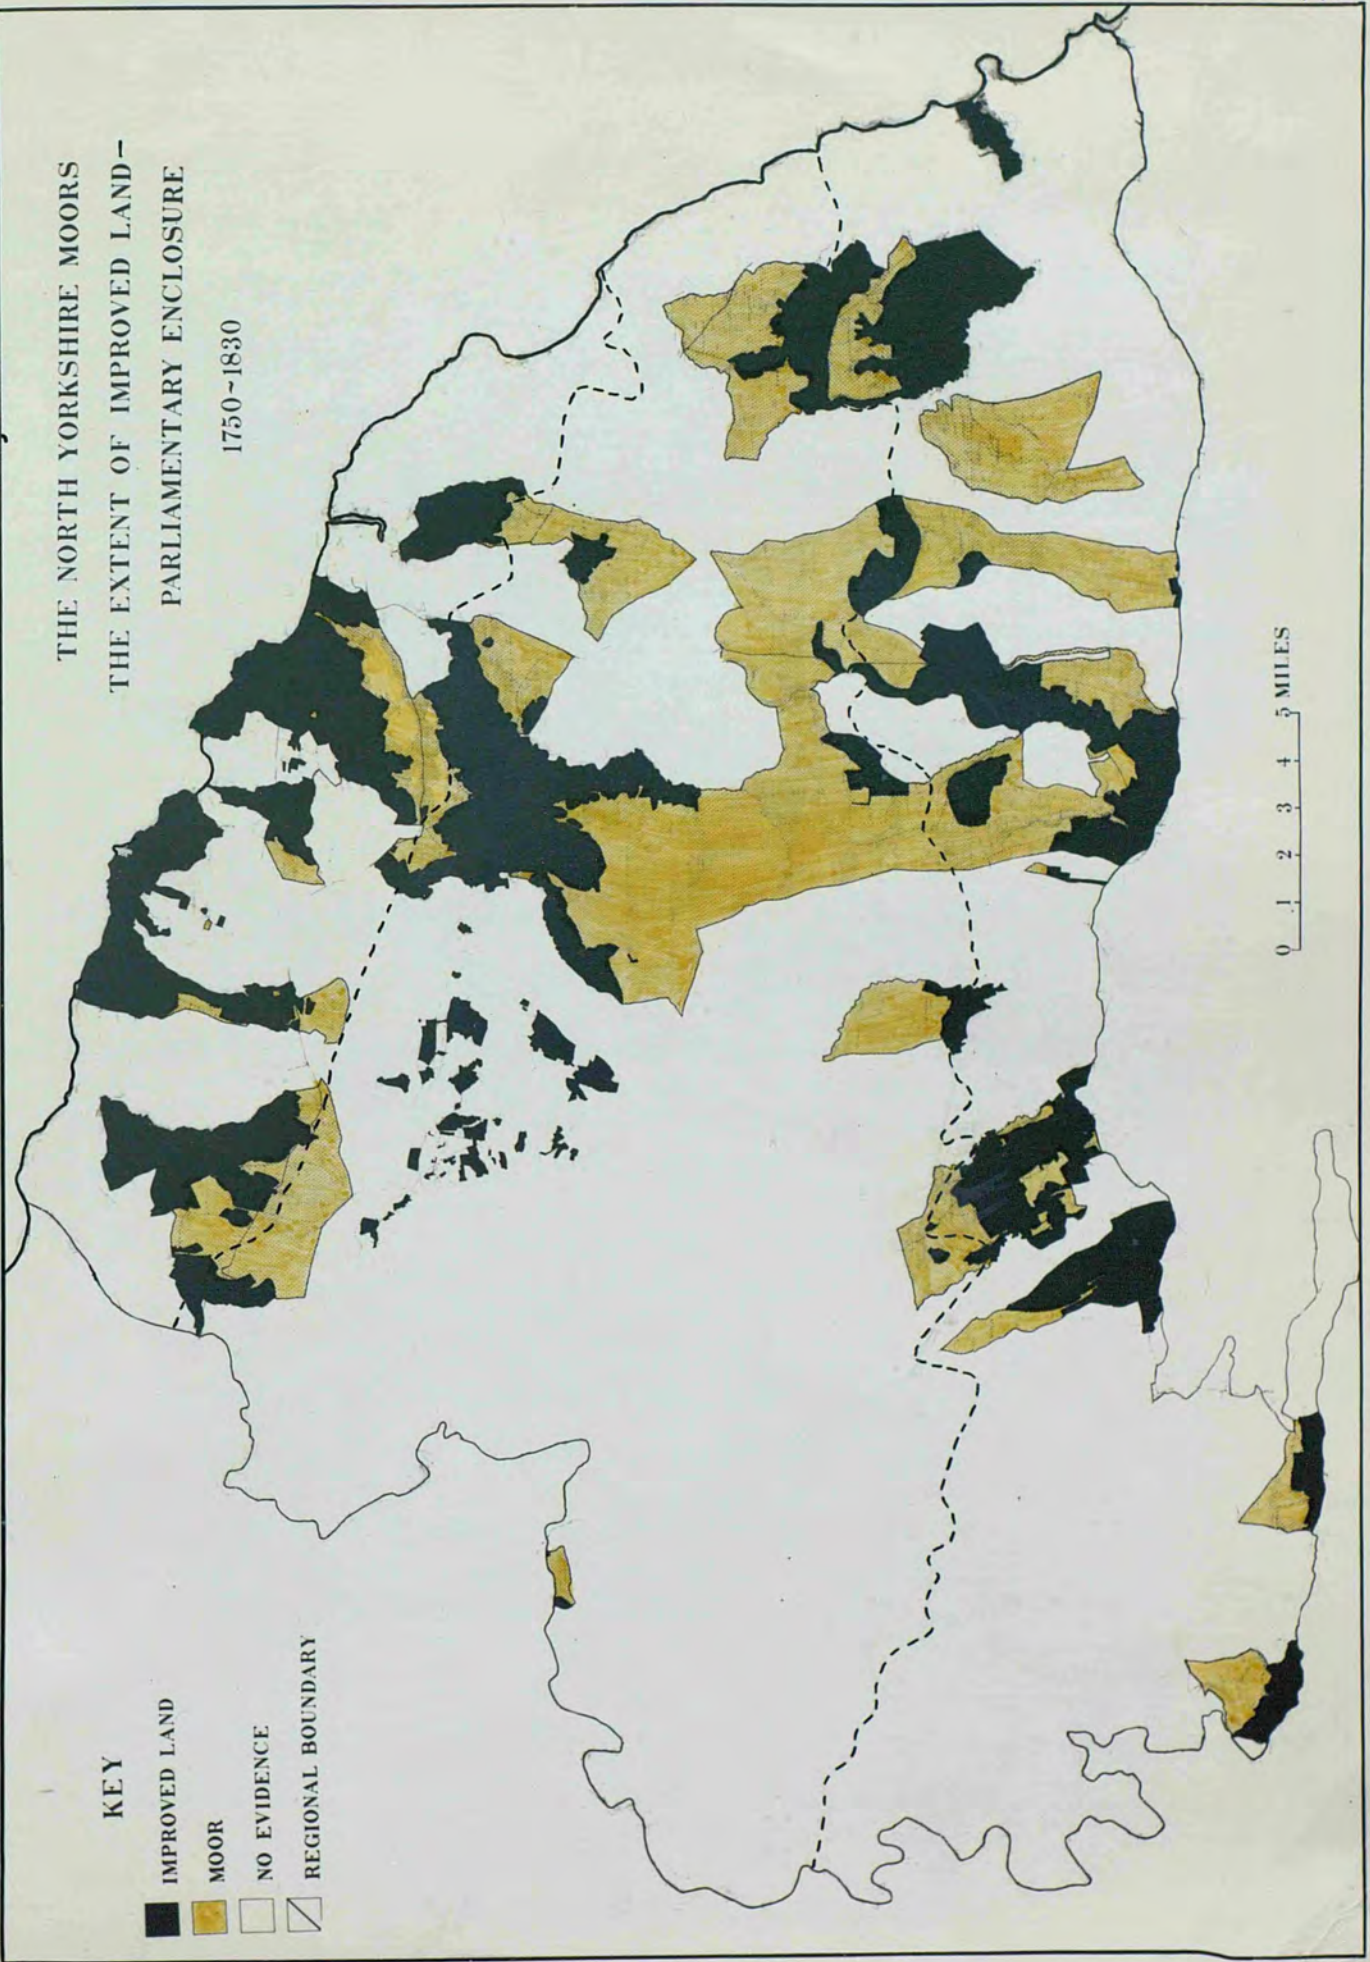 THE NORTH YORKSHIRE MOORS
THE EXTENT OF IMPROVED LAND-
PARLIAMENTARY ENCLOSURE
1750~1830
KEY
IMPROVED LAND
MOOR
NO EVIDENCE
REGIONAL BOUNDARY
0 1 2 3 4 5 MILES